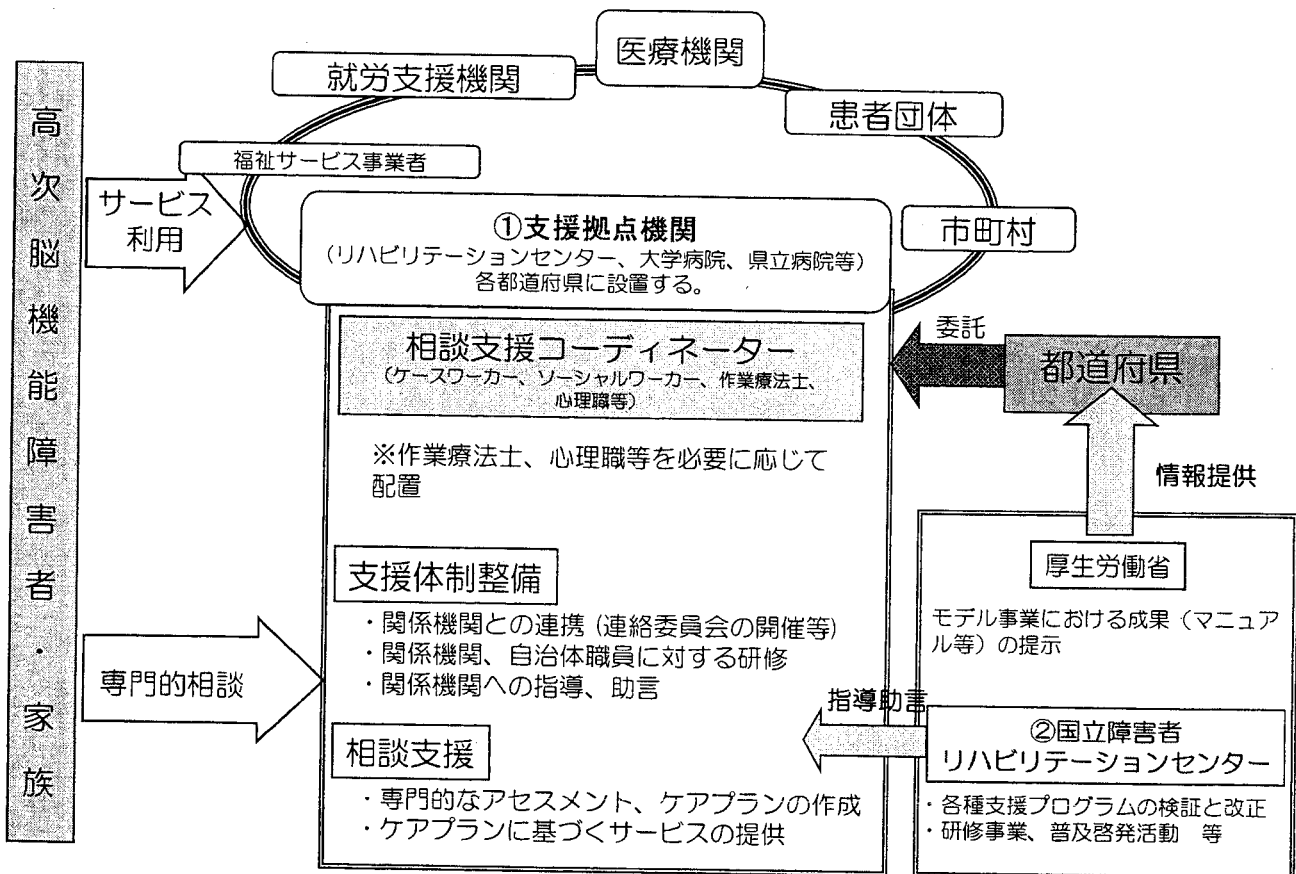 医療機関
就労支援機関
患者団体
福祉サービス事業者
市町村
高次脳機能障害者・家族
サービス
利用
①支援拠点機関
(リハビリテーションセンター、大学病院、県立病院等)
各都道府県に設置する。
相談支援コーディネーター
(ケースワーカー、ソーシャルワーカー、作業療法士、
心理職等)
委託
都道府県
※作業療法士、心理職等を必要に応じて
配置
情報提供
支援体制整備
・関係機関との連携(連絡委員会の開催等)
・関係機関、自治体職員に対する研修
・関係機関への指導、助言
専門的相談
相談支援
・専門的なアセスメント、ケアプランの作成
・ケアプランに基づくサービスの提供
厚生労働省
モデル事業における成果(マニュア
ル等)の提示
指導助言
②国立障害者
リハビリテーションセンター
・各種支援プログラムの検証と改正
・研修事業、普及啓発活動 等